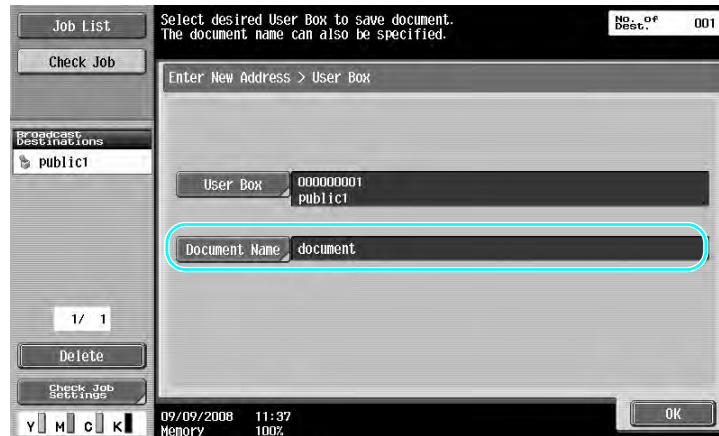 Job List
Check Job
Select desired User Box to save document.
The document name can also be specified.
No. of Dest. 001
Enter New Address > User Box
Broadcast
Destinations
public1
User Box 000000001
public1
Document Name document
1/ 1
Delete
Check Job
Settings
Y M C K
09/09/2008 11:37
Memory 100%
OK